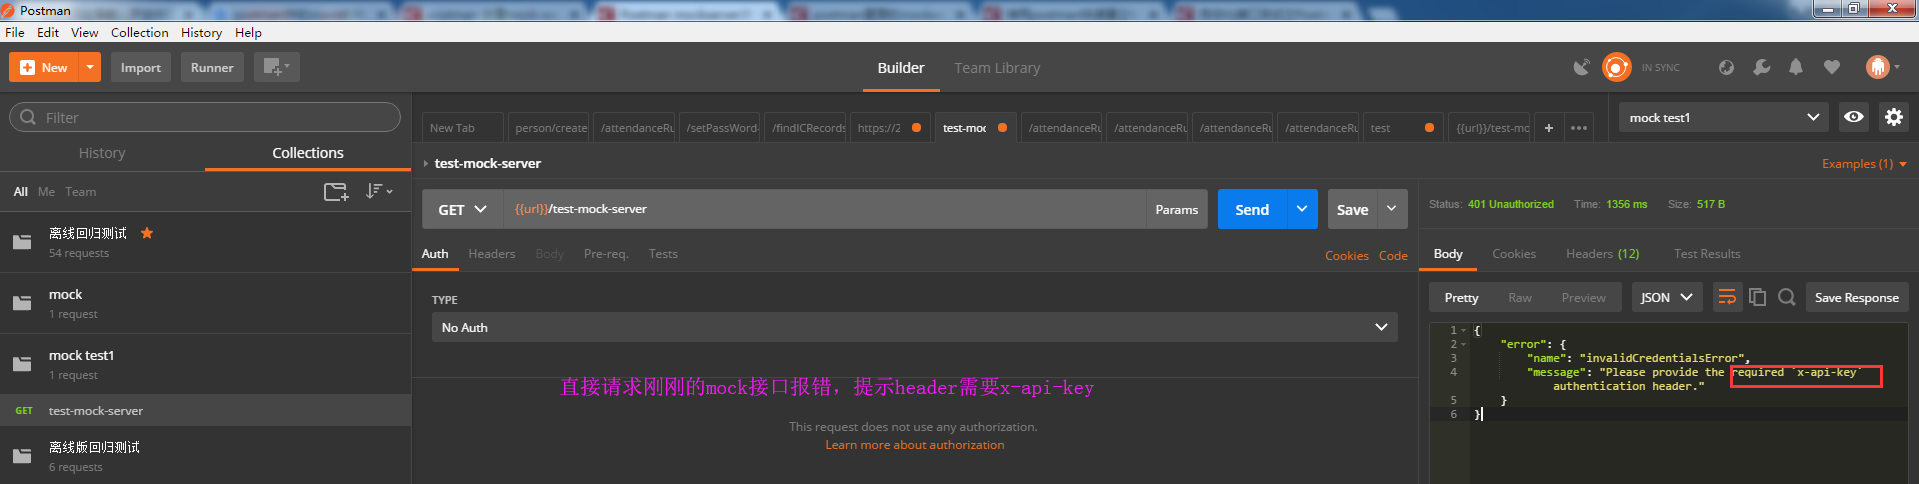 Postman
File Edit View Collection History Help
New Import Runner Builder Team Library IN SYNC
Filter
History Collections
All Me Team
离线回归测试
54 requests
mock
1 request
mock test1
1 request
GET test-mock-server
离线版回归测试
6 requests
New Tab person/create /attendanceRu /setPassWord- /findICRecords https://2 test-moc /attendanceRu /attendanceRu /attendanceRu /attendanceRu test {{url}}/test-mo + •••
mock test1
test-mock-server
Examples (1)
GET {{url}}/test-mock-server Params Send Save
Auth Headers Body Pre-req. Tests Cookies Code
TYPE
No Auth
直接请求刚刚的mock接口报错，提示header需要x-api-key
This request does not use any authorization.
Learn more about authorization
Status: 401 Unauthorized Time: 1356 ms Size: 517 B
Body Cookies Headers (12) Test Results
Pretty Raw Preview JSON Save Response
1 {
2 "error": {
3 "name": "invalidCredentialsError",
4 "message": "Please provide the required `x-api-key`
authentication header."
5 }
6 }